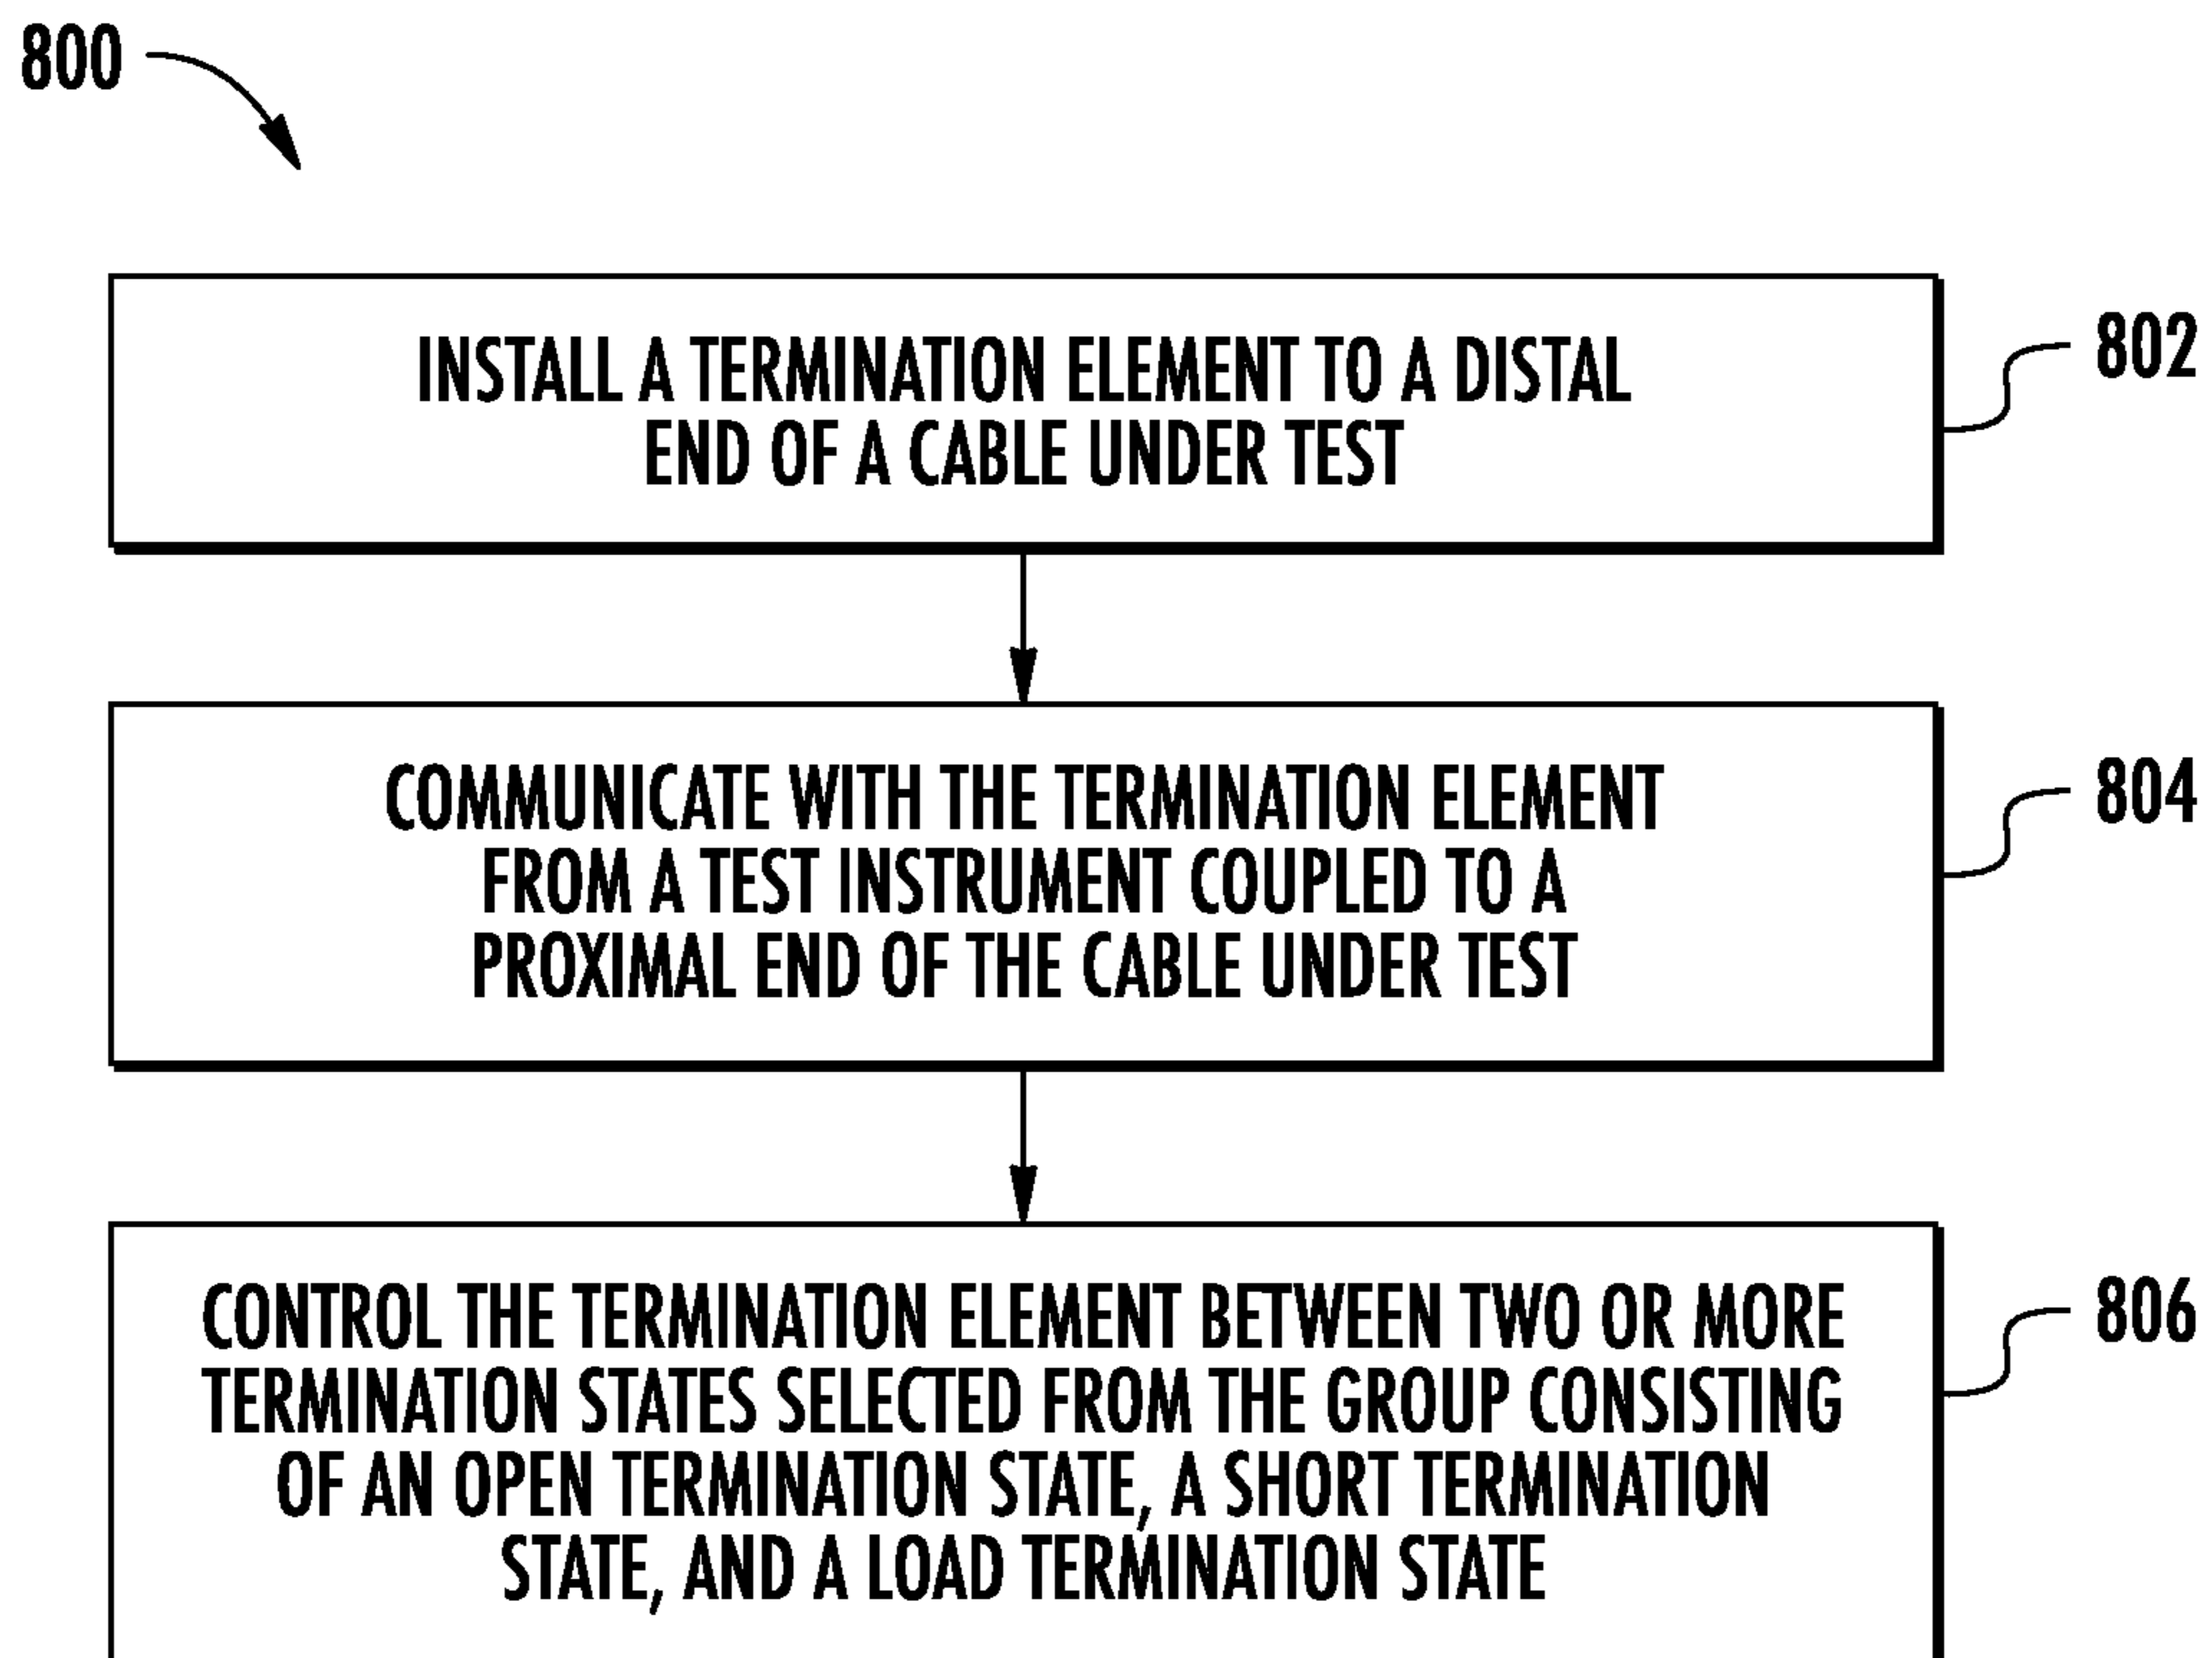 800
INSTALL A TERMINATION ELEMENT TO A DISTAL
END OF A CABLE UNDER TEST
802
COMMUNICATE WITH THE TERMINATION ELEMENT
FROM A TEST INSTRUMENT COUPLED TO A
PROXIMAL END OF THE CABLE UNDER TEST
804
CONTROL THE TERMINATION ELEMENT BETWEEN TWO OR MORE
TERMINATION STATES SELECTED FROM THE GROUP CONSISTING
OF AN OPEN TERMINATION STATE, A SHORT TERMINATION
STATE, AND A LOAD TERMINATION STATE
806